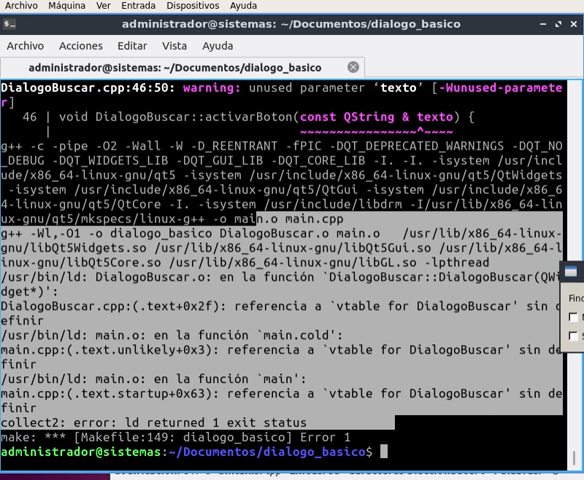 Archivo Máquina Ver Entrada Dispositivos Ayuda
administrador@sistemas: ~/Documentos/dialogo_basico
Archivo Acciones Editar Vista Ayuda
administrador@sistemas: ~/Documentos/dialogo_basico
DialogoBuscar.cpp:46:50: warning: unused parameter ‘texto’ [-Wunused-paramete
r]
46 | void DialogoBuscar::activarBoton(const QString & texto) {
| ~~~~~~~~~~~~~~~~^~~~~
g++ -c -pipe -O2 -Wall -W -D_REENTRANT -fPIC -DQT_DEPRECATED_WARNINGS -DQT_NO
_DEBUG -DQT_WIDGETS_LIB -DQT_GUI_LIB -DQT_CORE_LIB -I. -I. -isystem /usr/incl
ude/x86_64-linux-gnu/qt5 -isystem /usr/include/x86_64-linux-gnu/qt5/QtWidgets
-isystem /usr/include/x86_64-linux-gnu/qt5/QtGui -isystem /usr/include/x86_6
4-linux-gnu/qt5/QtCore -I. -isystem /usr/include/libdrm -I/usr/lib/x86_64-lin
ux-gnu/qt5/mkspecs/linux-g++ -o main.o main.cpp
g++ -Wl,-O1 -o dialogo_basico DialogoBuscar.o main.o /usr/lib/x86_64-linux-
gnu/libQt5Widgets.so /usr/lib/x86_64-linux-gnu/libQt5Gui.so /usr/lib/x86_64-l
inux-gnu/libQt5Core.so /usr/lib/x86_64-linux-gnu/libGL.so -lpthread
/usr/bin/ld: DialogoBuscar.o: en la función `DialogoBuscar::DialogoBuscar(QWi
dget*)':
DialogoBuscar.cpp:(.text+0x2f): referencia a `vtable for DialogoBuscar' sin d
efinir
/usr/bin/ld: main.o: en la función `main.cold':
main.cpp:(.text.unlikely+0x3): referencia a `vtable for DialogoBuscar' sin de
finir
/usr/bin/ld: main.o: en la función `main':
main.cpp:(.text.startup+0x63): referencia a `vtable for DialogoBuscar' sin de
finir
collect2: error: ld returned 1 exit status
make: *** [Makefile:149: dialogo_basico] Error 1
administrador@sistemas:~/Documentos/dialogo_basico$